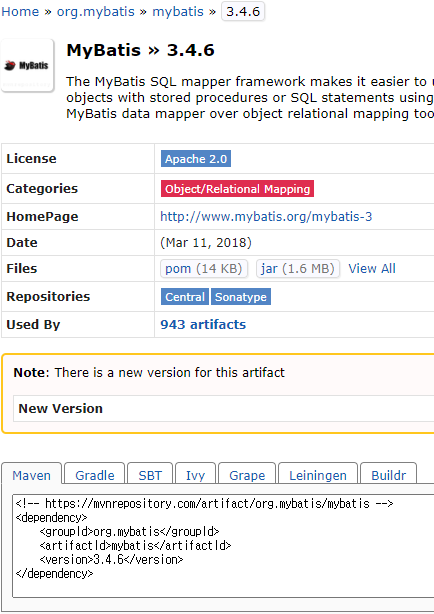 Home » org.mybatis » mybatis » 3.4.6
MyBatis
MyBatis » 3.4.6
The MyBatis SQL mapper framework makes it easier to
objects with stored procedures or SQL statements using
MyBatis data mapper over object relational mapping
License Apache 2.0
Categories Object/Relational Mapping
HomePage http://www.mybatis.org/mybatis-3
Date (Mar 11, 2018)
Files pom (14 KB) jar (1.6 MB) View All
Repositories Central Sonatype
Used By 943 artifacts
Note: There is a new version for this artifact
New Version
Maven Gradle SBT Ivy Grape Leiningen Buildr
<!-- https://mvnrepository.com/artifact/org.mybatis/mybatis -->
<dependency>
    <groupId>org.mybatis</groupId>
    <artifactId>mybatis</artifactId>
    <version>3.4.6</version>
</dependency>